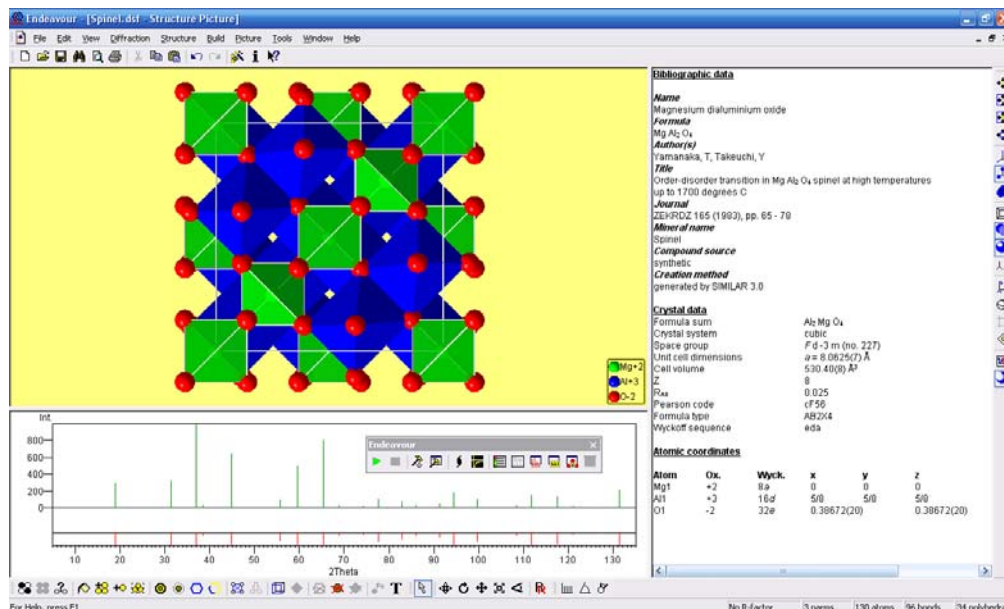 Endeavour - [Spinel.dsf - Structure Picture]
File Edit View Diffraction Structure Build Picture Tools Window Help
Mg+2
Al+3
O-2
Bibliographic data
Name
Magnesium dialuminium oxide
Formula
Mg Al₂ O₄
Author(s)
Yamanaka, T, Takeuchi, Y
Title
Order-disorder transition in Mg Al₂ O₄ spinel at high temperatures
up to 1700 degrees C
Journal
ZEKRDZ 165 (1983), pp. 65 - 78
Mineral name
Spinel
Compound source
synthetic
Creation method
generated by SIMILAR 3.0
Crystal data
Formula sum Al₂ Mg O₄
Crystal system cubic
Space group F d -3 m (no. 227)
Unit cell dimensions a = 8.0625(7) Å
Cell volume 530.40(8) Å³
Z 8
0.025
Pearson code cF56
Formula type AB2X4
Wyckoff sequence eda
Atomic coordinates
Atom Ox. Wyck. x y z
Mg1 +2 8a 0 0 0
Al1 +3 16d 5/8 5/8 5/8
O1 -2 32e 0.38672(20) 0.38672(20)
Int.
800
600
400
200
0
Endeavour
10 20 30 40 50 60 70 80 90 100 110 120 130
2Theta
T
For Help, press F1
No R-factor 3 parms 130 atoms 96 bonds 34 polyhedra